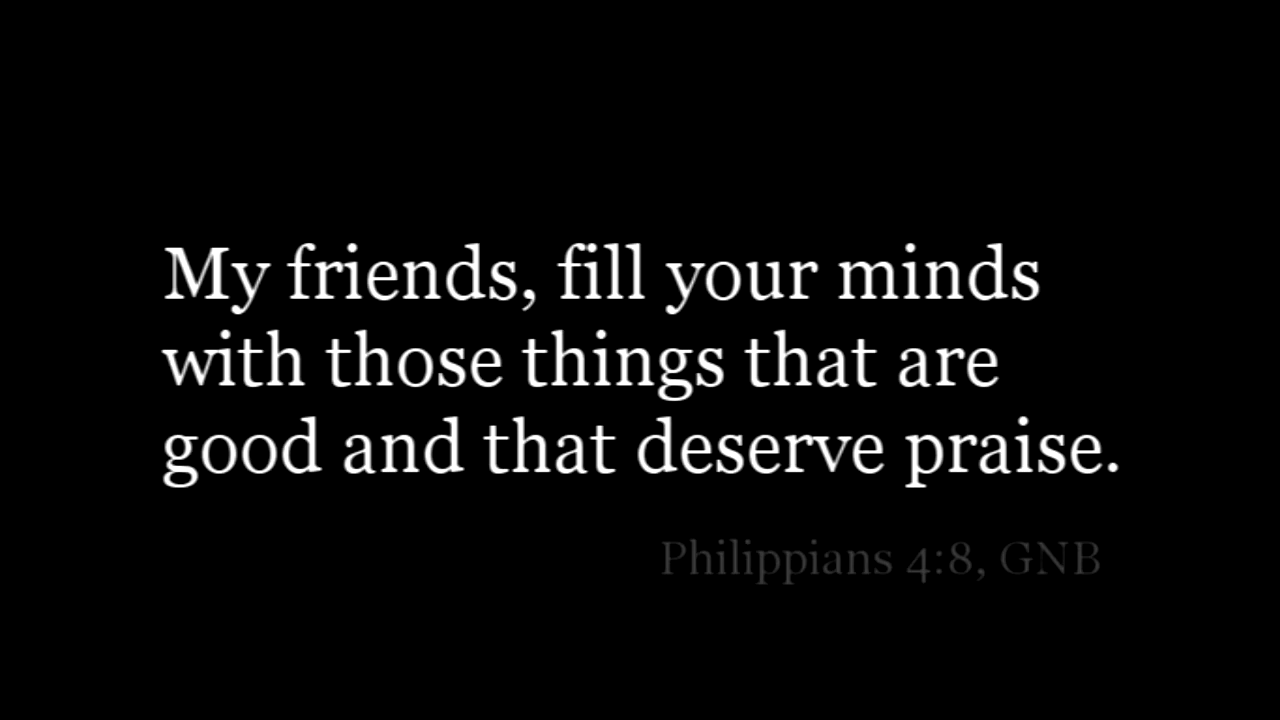 My friends, fill your minds
with those things that are
good and that deserve praise.
Philippians 4:8, GNB